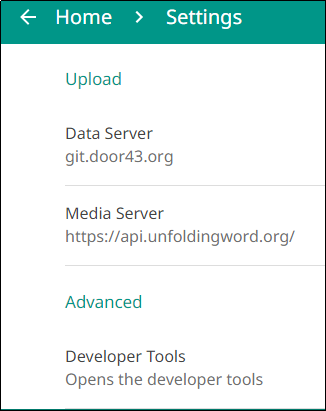 Home > Settings
Upload
Data Server
git.door43.org
Media Server
https://api.unfoldingword.org/
Advanced
Developer Tools
Opens the developer tools